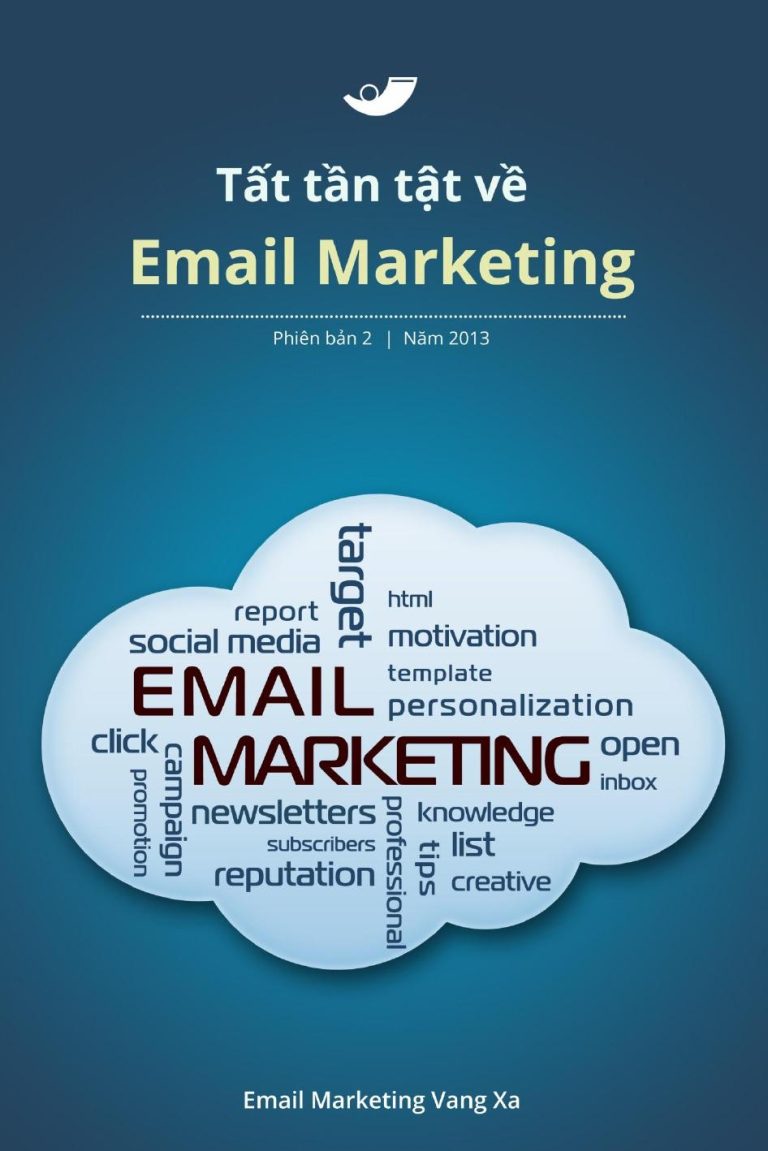 Tất tần tật về
Email Marketing
Phiên bản 2 | Năm 2013
target
html
report
motivation
social media
template
EMAIL
personalization
click
MARKETING
open
inbox
campaign
promotion
newsletters
professional
knowledge
subscribers
tips
list
reputation
creative
Email Marketing Vang Xa